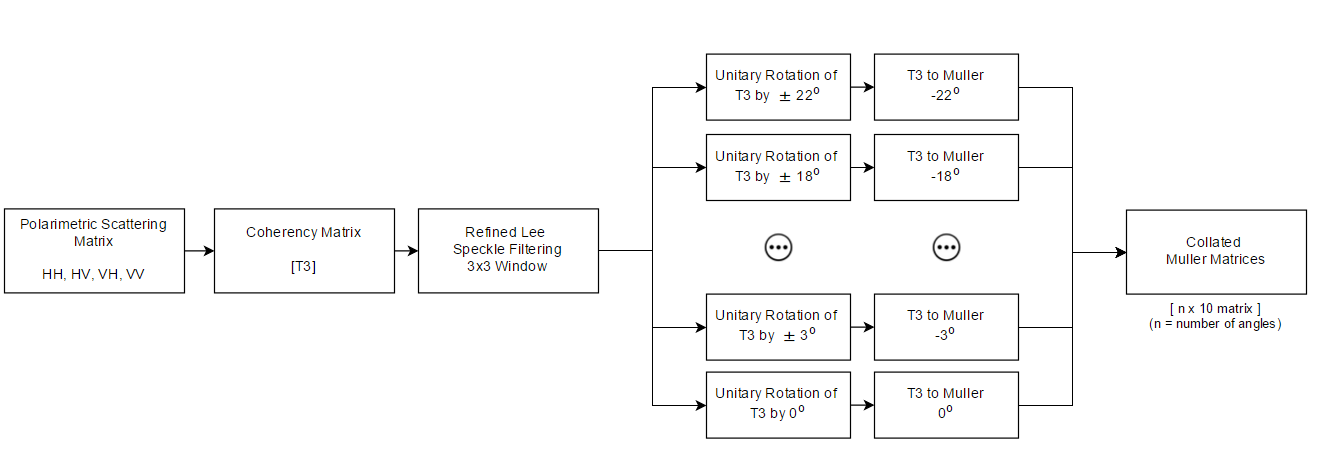 Polarimetric Scattering
Matrix
HH, HV, VH, VV
Coherency Matrix
[T3]
Refined Lee
Speckle Filtering
3x3 Window
Unitary Rotation of
T3 by ± 22°
T3 to Muller
-22°
Unitary Rotation of
T3 by ± 18°
T3 to Muller
-18°
Unitary Rotation of
T3 by ± 3°
T3 to Muller
-3°
Unitary Rotation of
T3 by 0°
T3 to Muller
0°
Collated
Muller Matrices
[ n x 10 matrix ]
(n = number of angles)